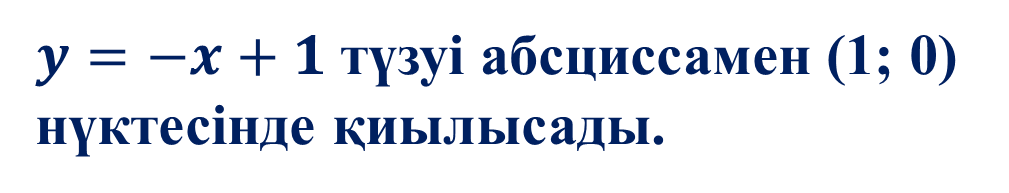 y = −x + 1 түзуі абсциссамен (1; 0)
нүктесінде қиылысады.